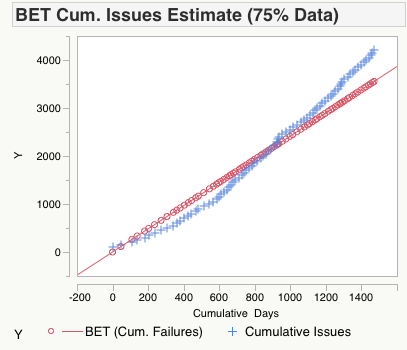 BET Cum. Issues Estimate (75% Data)
4000
3000
2000
1000
0
Y
-200 0 200 400 600 800 1000 1200 1400
Cumulative Days
Y BET (Cum. Failures) Cumulative Issues